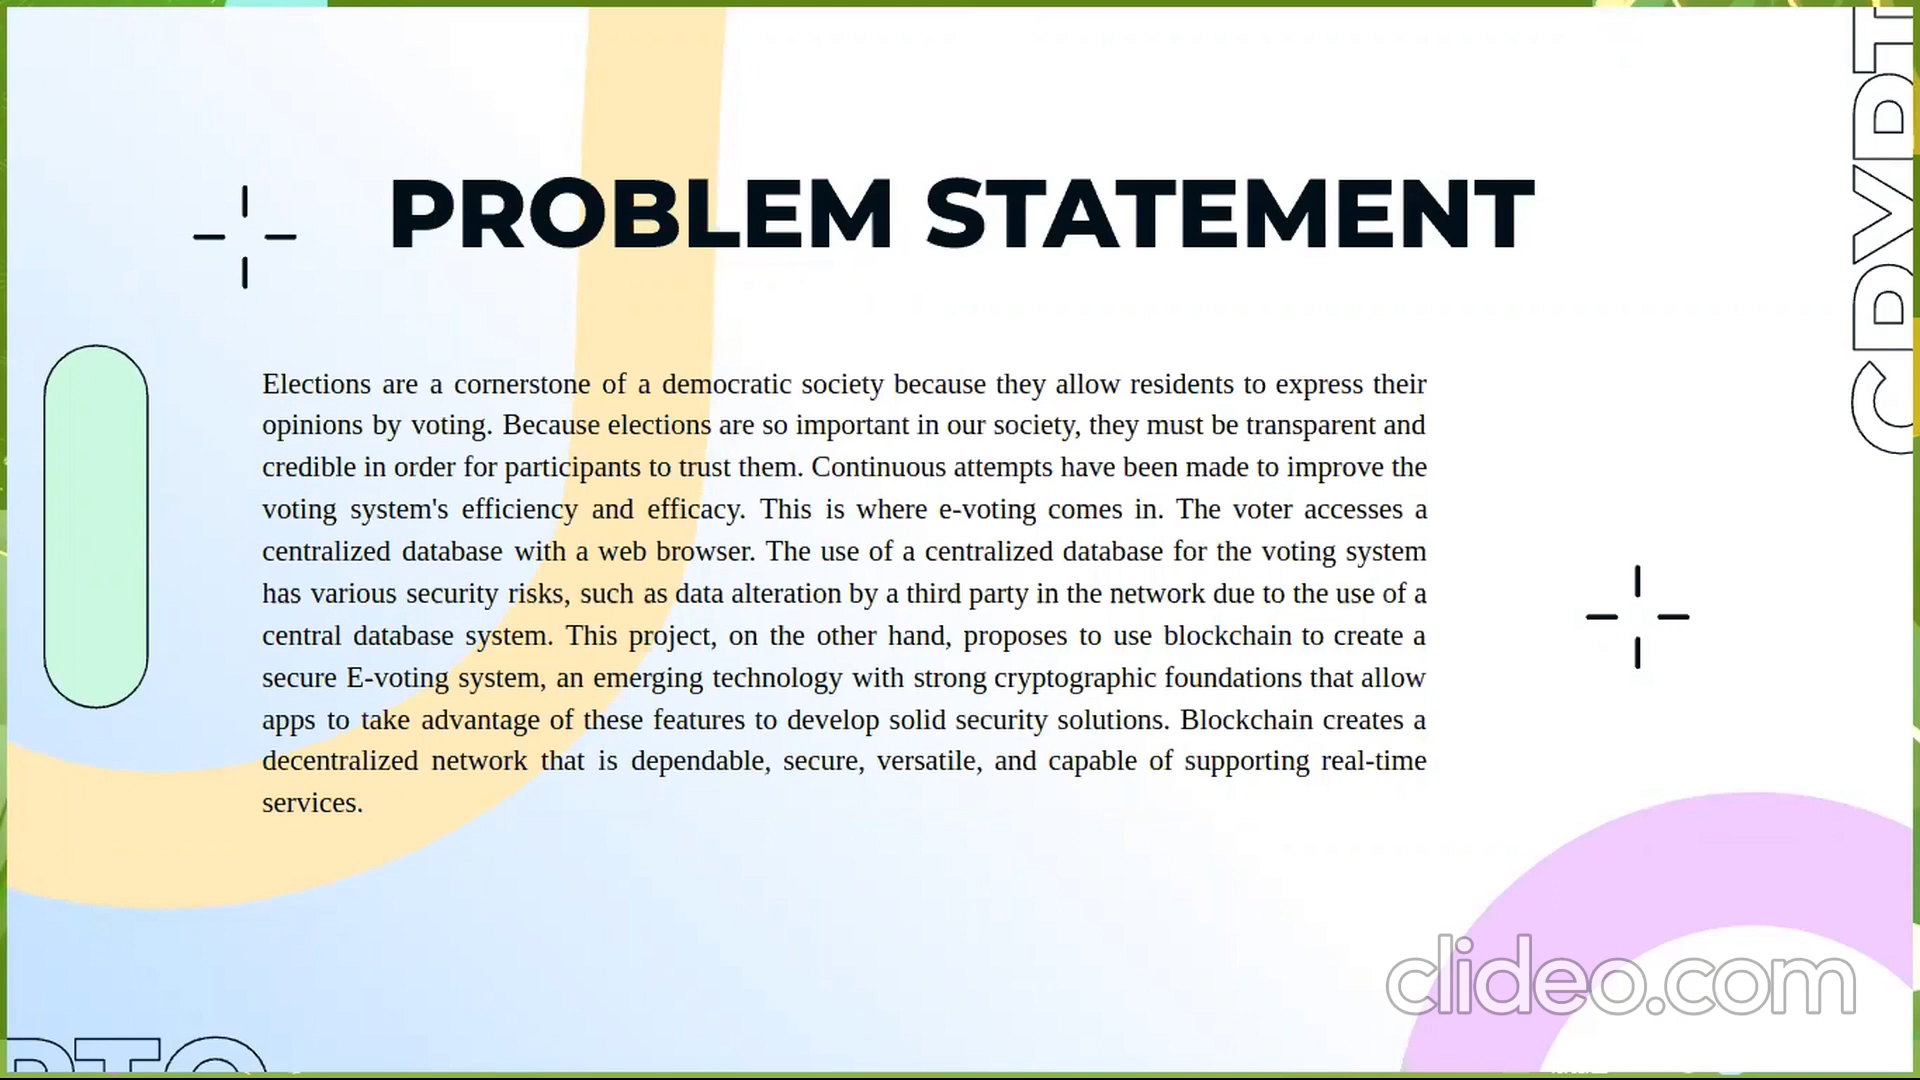 PROBLEM STATEMENT
Elections are a cornerstone of a democratic society because they allow residents to express their
opinions by voting. Because elections are so important in our society, they must be transparent and
credible in order for participants to trust them. Continuous attempts have been made to improve the
voting system's efficiency and efficacy. This is where e-voting comes in. The voter accesses a
centralized database with a web browser. The use of a centralized database for the voting system
has various security risks, such as data alteration by a third party in the network due to the use of a
central database system. This project, on the other hand, proposes to use blockchain to create a
secure E-voting system, an emerging technology with strong cryptographic foundations that allow
apps to take advantage of these features to develop solid security solutions. Blockchain creates a
decentralized network that is dependable, secure, versatile, and capable of supporting real-time
services.
clideo.com